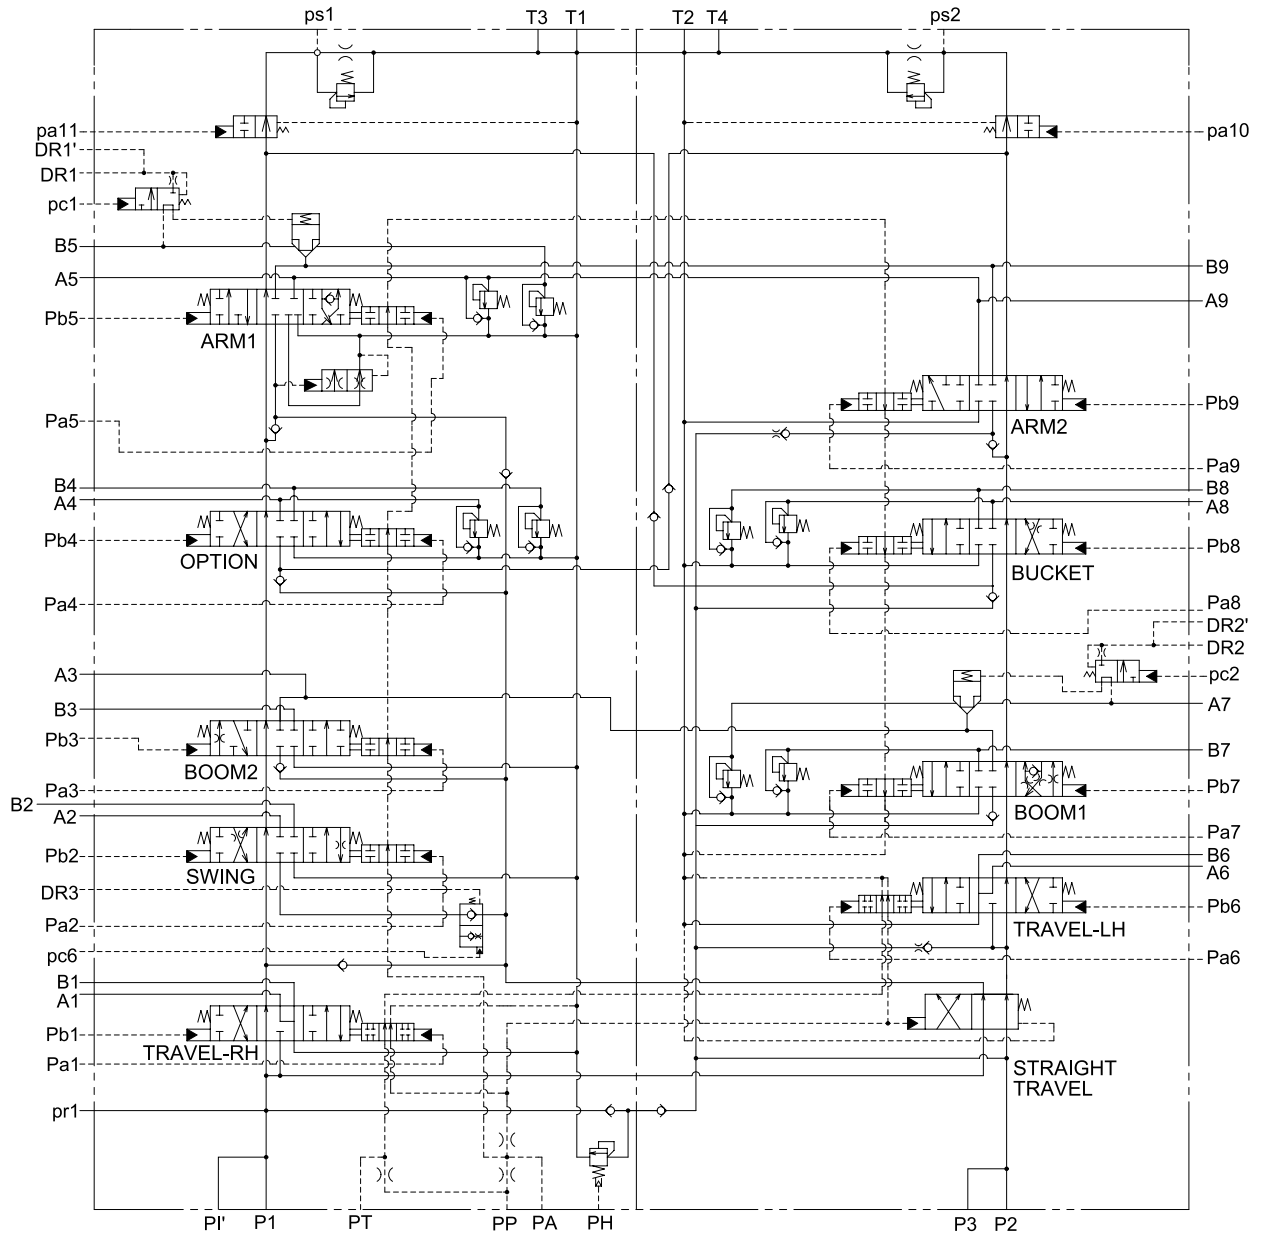 ps1
T3
T1
T2
T4
ps2
pa11
DR1'
DR1
pc1
B5
A5
Pb5
ARM1
Pa5
B4
A4
Pb4
OPTION
Pa4
A3
B3
Pb3
BOOM2
Pa3
B2
A2
Pb2
SWING
DR3
Pa2
pc6
B1
A1
Pb1
TRAVEL-RH
Pa1
pr1
pa10
B9
A9
Pb9
ARM2
Pa9
B8
A8
Pb8
BUCKET
Pa8
DR2'
DR2
pc2
A7
B7
Pb7
BOOM1
Pa7
B6
A6
Pb6
TRAVEL-LH
Pa6
STRAIGHT
TRAVEL
PI'
P1
PT
PP
PA
PH
P3
P2